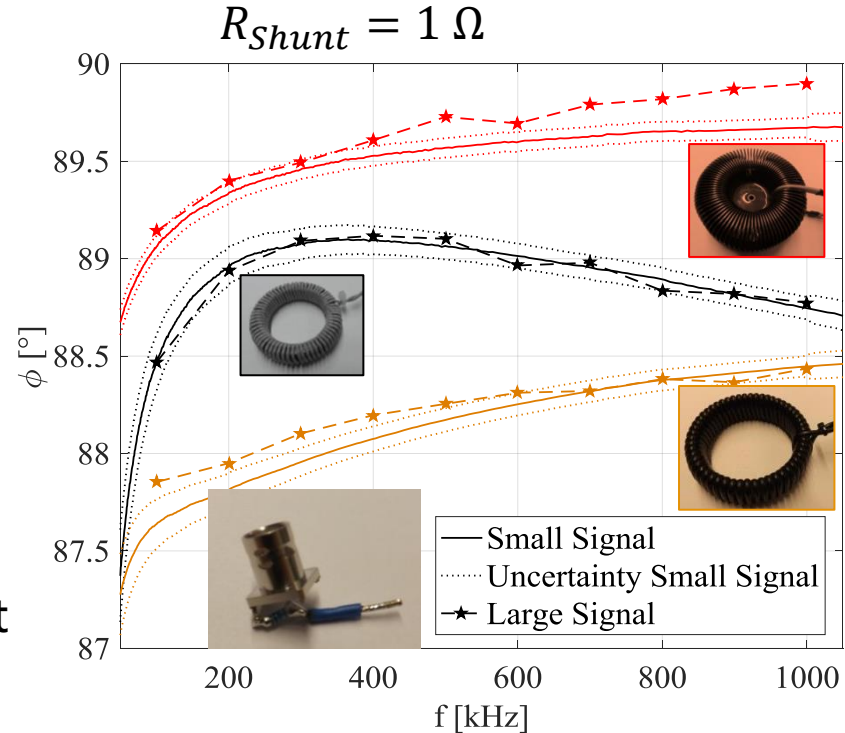 R_Shunt = 1 Ω
90
89.5
89
88.5
88
87.5
87
ϕ [°]
Small Signal
Uncertainty Small Signal
Large Signal
t
200
400
600
800
1000
f [kHz]